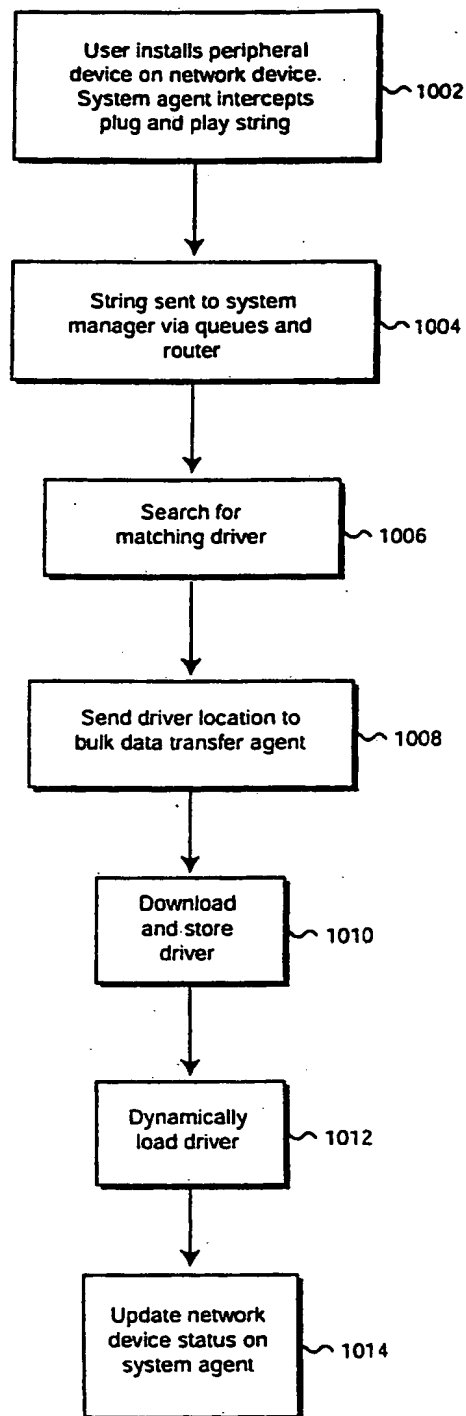 User installs peripheral
device on network device.
System agent intercepts
plug and play string
1002
String sent to system
manager via queues and
router
1004
Search for
matching driver
1006
Send driver location to
bulk data transfer agent
1008
Download
and store
driver
1010
Dynamically
load driver
1012
Update network
device status on
system agent
1014